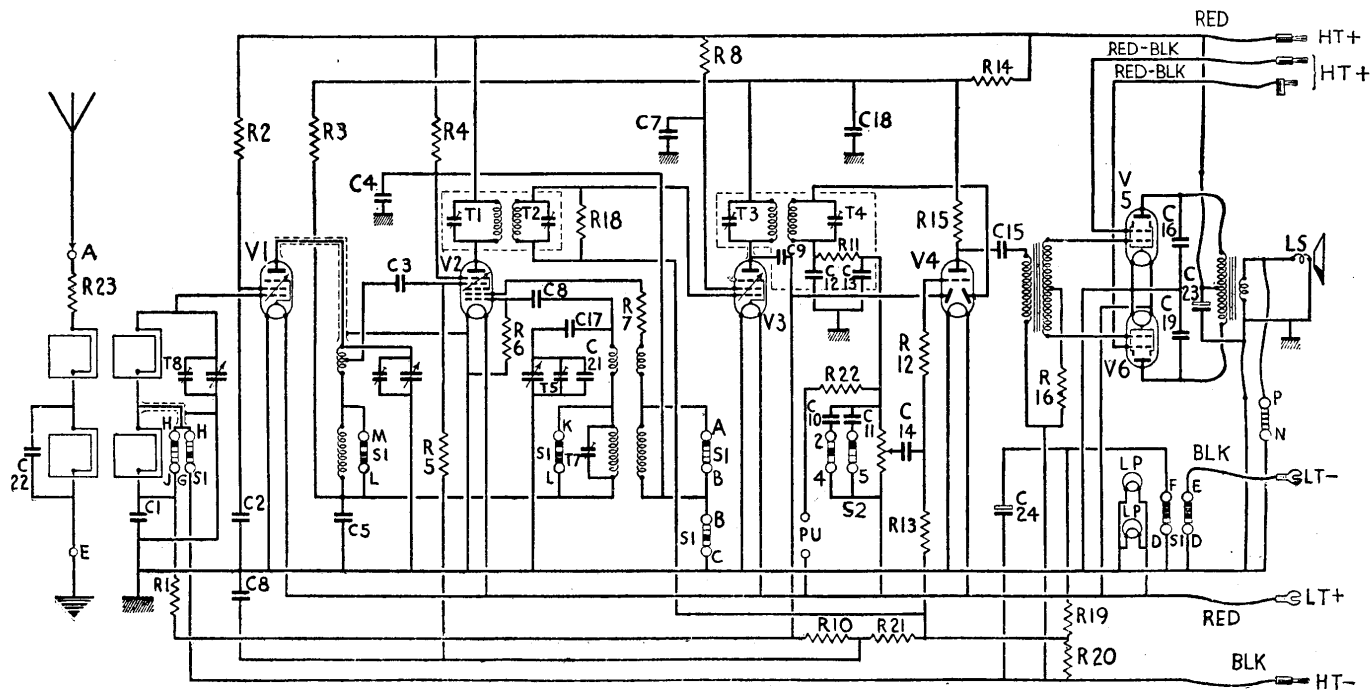 RED
HT+
RED-BLK
RED-BLK
HT+
R8
R14
R2
R3
R4
C7
C18
C4
T1
T2
R18
T3
T4
R15
V
5
C
16
A
R23
V1
C3
V2
C9
R11
C
12
C
13
V4
C15
LS
C8
R
7
V3
C
23
C
19
R
6
C17
C
21
V6
T8
T5
R
12
R
16
R22
P
N
H
H
M
S1
L
K
L
T7
A
S1
B
C
10
C
11
C
14
2
4
5
S2
C
22
J
G
S1
R
5
BLK
LT-
LP
LP
F
E
D
S1
D
C1
C2
C5
B
S1
C
PU
R13
C
24
E
R1
C8
LT+
RED
R10
R21
R19
R20
BLK
HT-